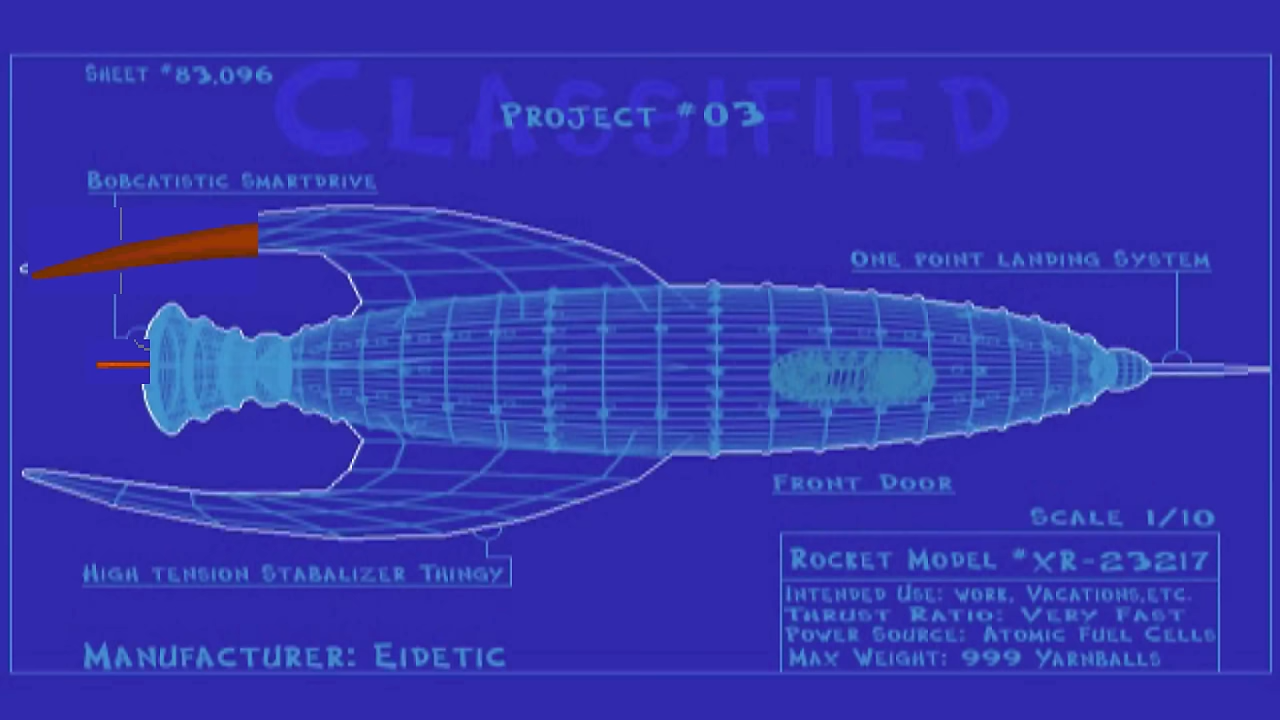 Sheet #83,096
Classified
Project #03
Bobcatistic Smartdrive
One point landing System
Front Door
Scale 1/10
High tension Stabalizer Thingy
Rocket Model #XR-23217
Intended Use: work, Vacations,etc.
Thrust Ratio: Very Fast
Power Source: Atomic Fuel Cells
Max Weight: 999 Yarnballs
Manufacturer: Eidetic